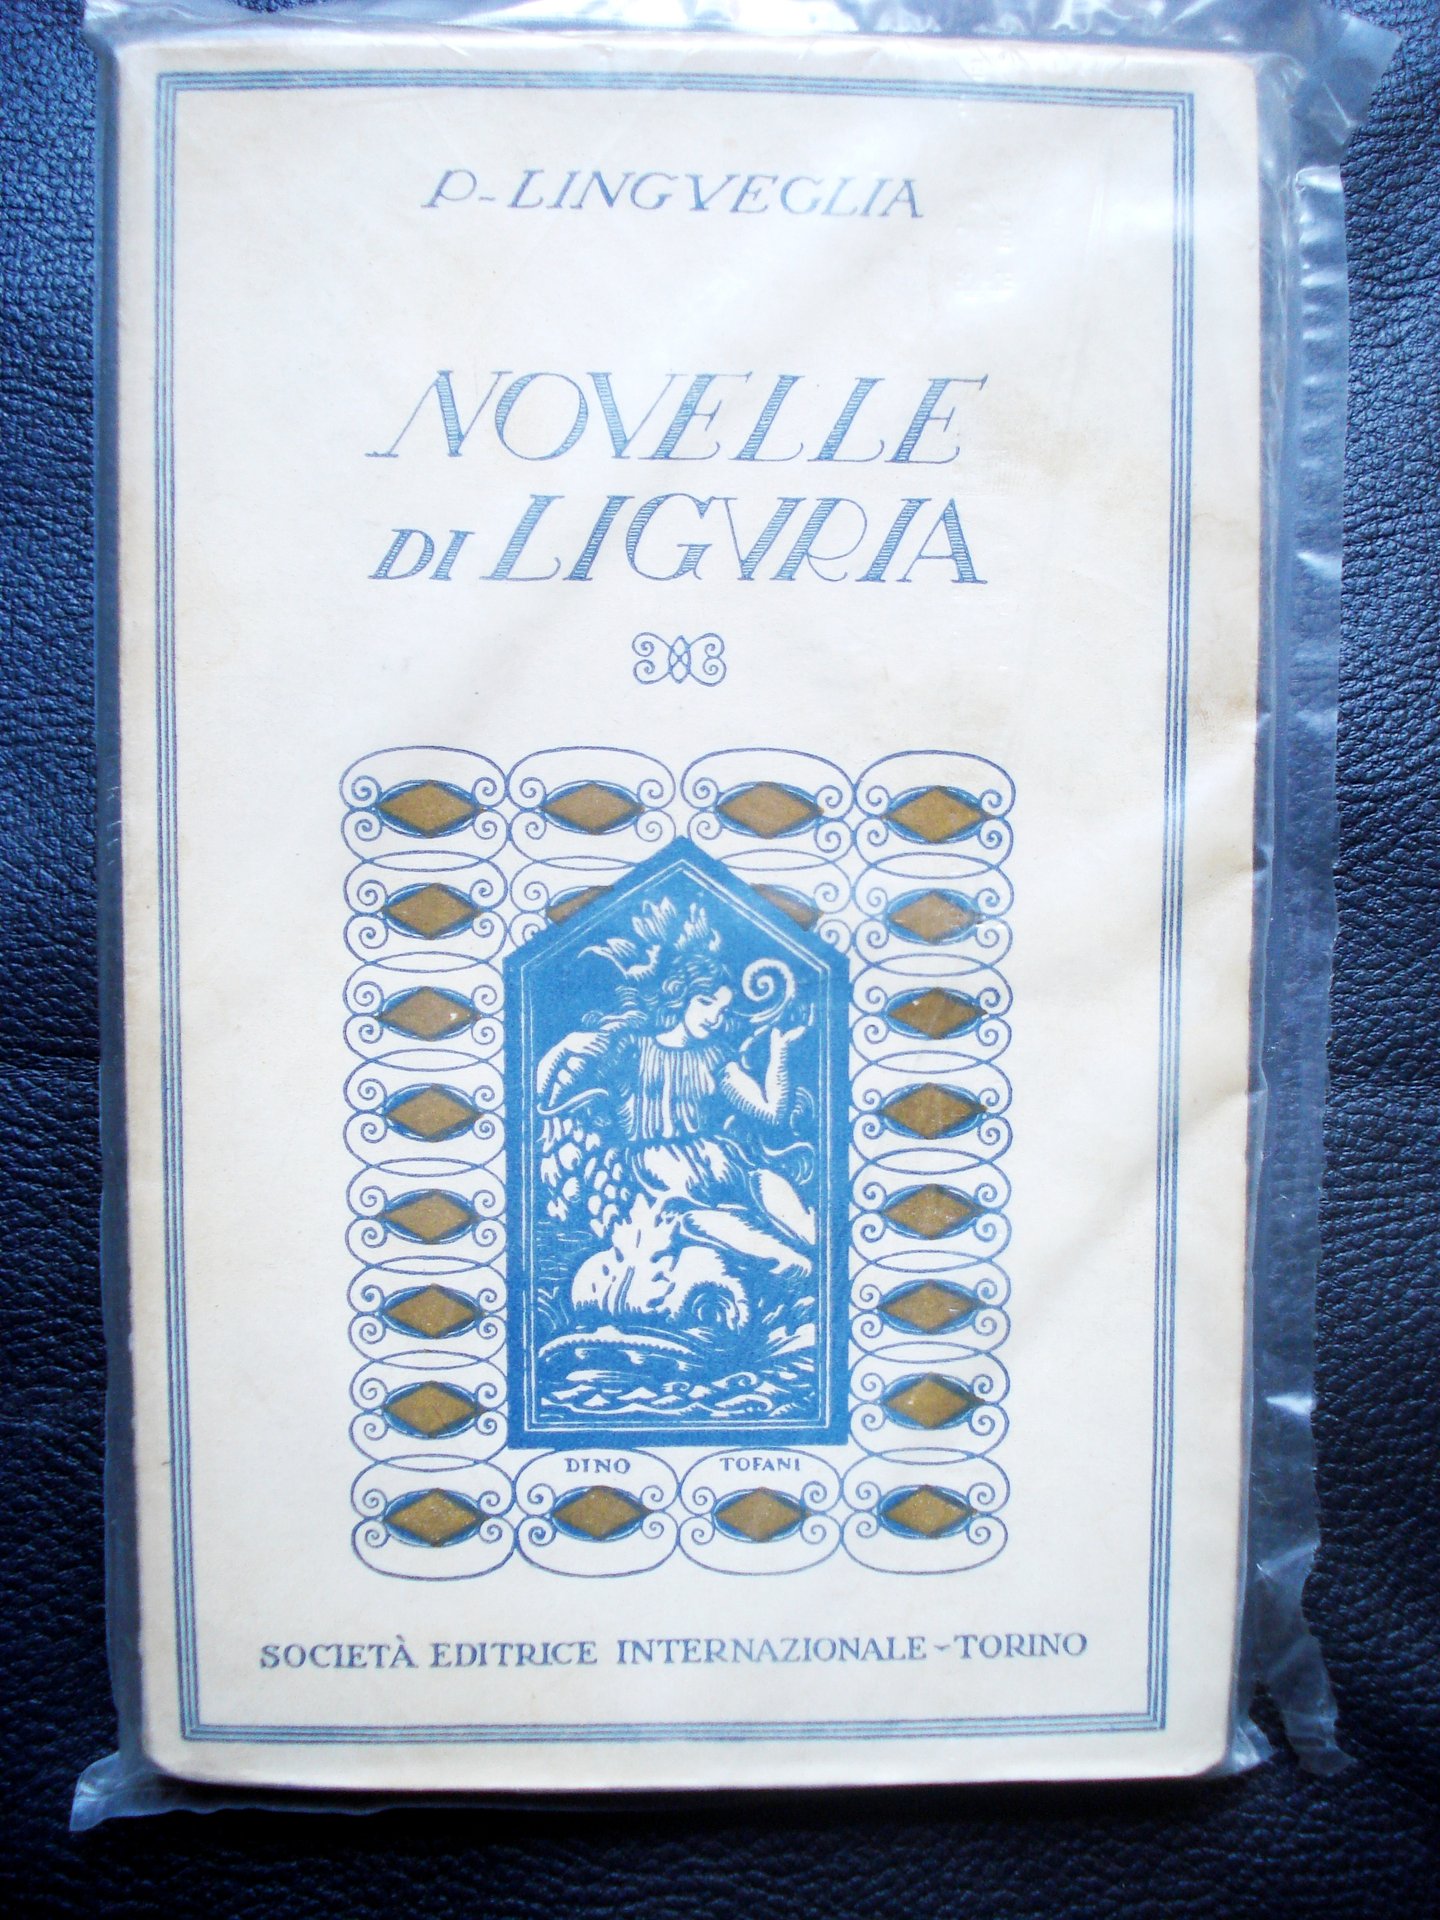 P-LINGVEGLIA
NOVELLE
DI LIGVRIA
DINO TOFANI
SOCIETÀ EDITRICE INTERNAZIONALE-TORINO